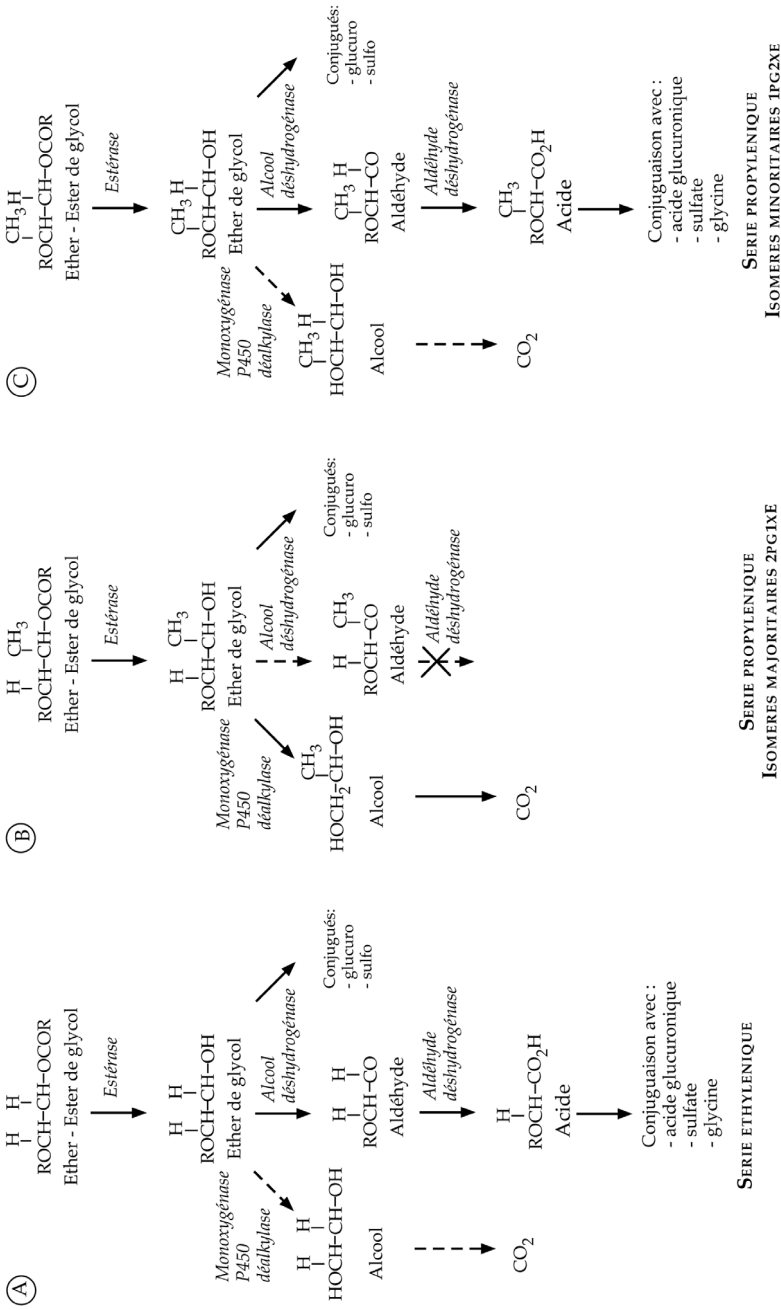 A
H H
ROCH–CH–OCOR
Ether - Ester de glycol
Estérase
H H
ROCH–CH–OH
Ether de glycol
Monoxygénase
P450
déalkylase
Alcool
déshydrogénase
Conjugués:
- glucuro
- sulfo
H H
HOCH–CH–OH
Alcool
H H
ROCH–CO
Aldéhyde
Aldéhyde
déshydrogénase
CO2
H
ROCH–CO2H
Acide
Conjuguaison avec :
- acide glucuronique
- sulfate
- glycine
SERIE ETHYLENIQUE
B
H CH3
ROCH–CH–OCOR
Ether - Ester de glycol
Estérase
H CH3
ROCH–CH–OH
Ether de glycol
Monoxygénase
P450
déalkylase
Alcool
déshydrogénase
Conjugués:
- glucuro
- sulfo
CH3
HOCH2–CH–OH
Alcool
H CH3
ROCH–CO
Aldéhyde
Aldéhyde
déshydrogénase
CO2
SERIE PROPYLENIQUE
ISOMERES MAJORITAIRES 2PG1XE
C
CH3 H
ROCH–CH–OCOR
Ether - Ester de glycol
Estérase
CH3 H
ROCH–CH–OH
Ether de glycol
Monoxygénase
P450
déalkylase
Alcool
déshydrogénase
Conjugués:
- glucuro
- sulfo
CH3 H
HOCH–CH–OH
Alcool
CH3 H
ROCH–CO
Aldéhyde
Aldéhyde
déshydrogénase
CO2
CH3
ROCH–CO2H
Acide
Conjuguaison avec :
- acide glucuronique
- sulfate
- glycine
SERIE PROPYLENIQUE
ISOMERES MINORITAIRES 1PG2XE